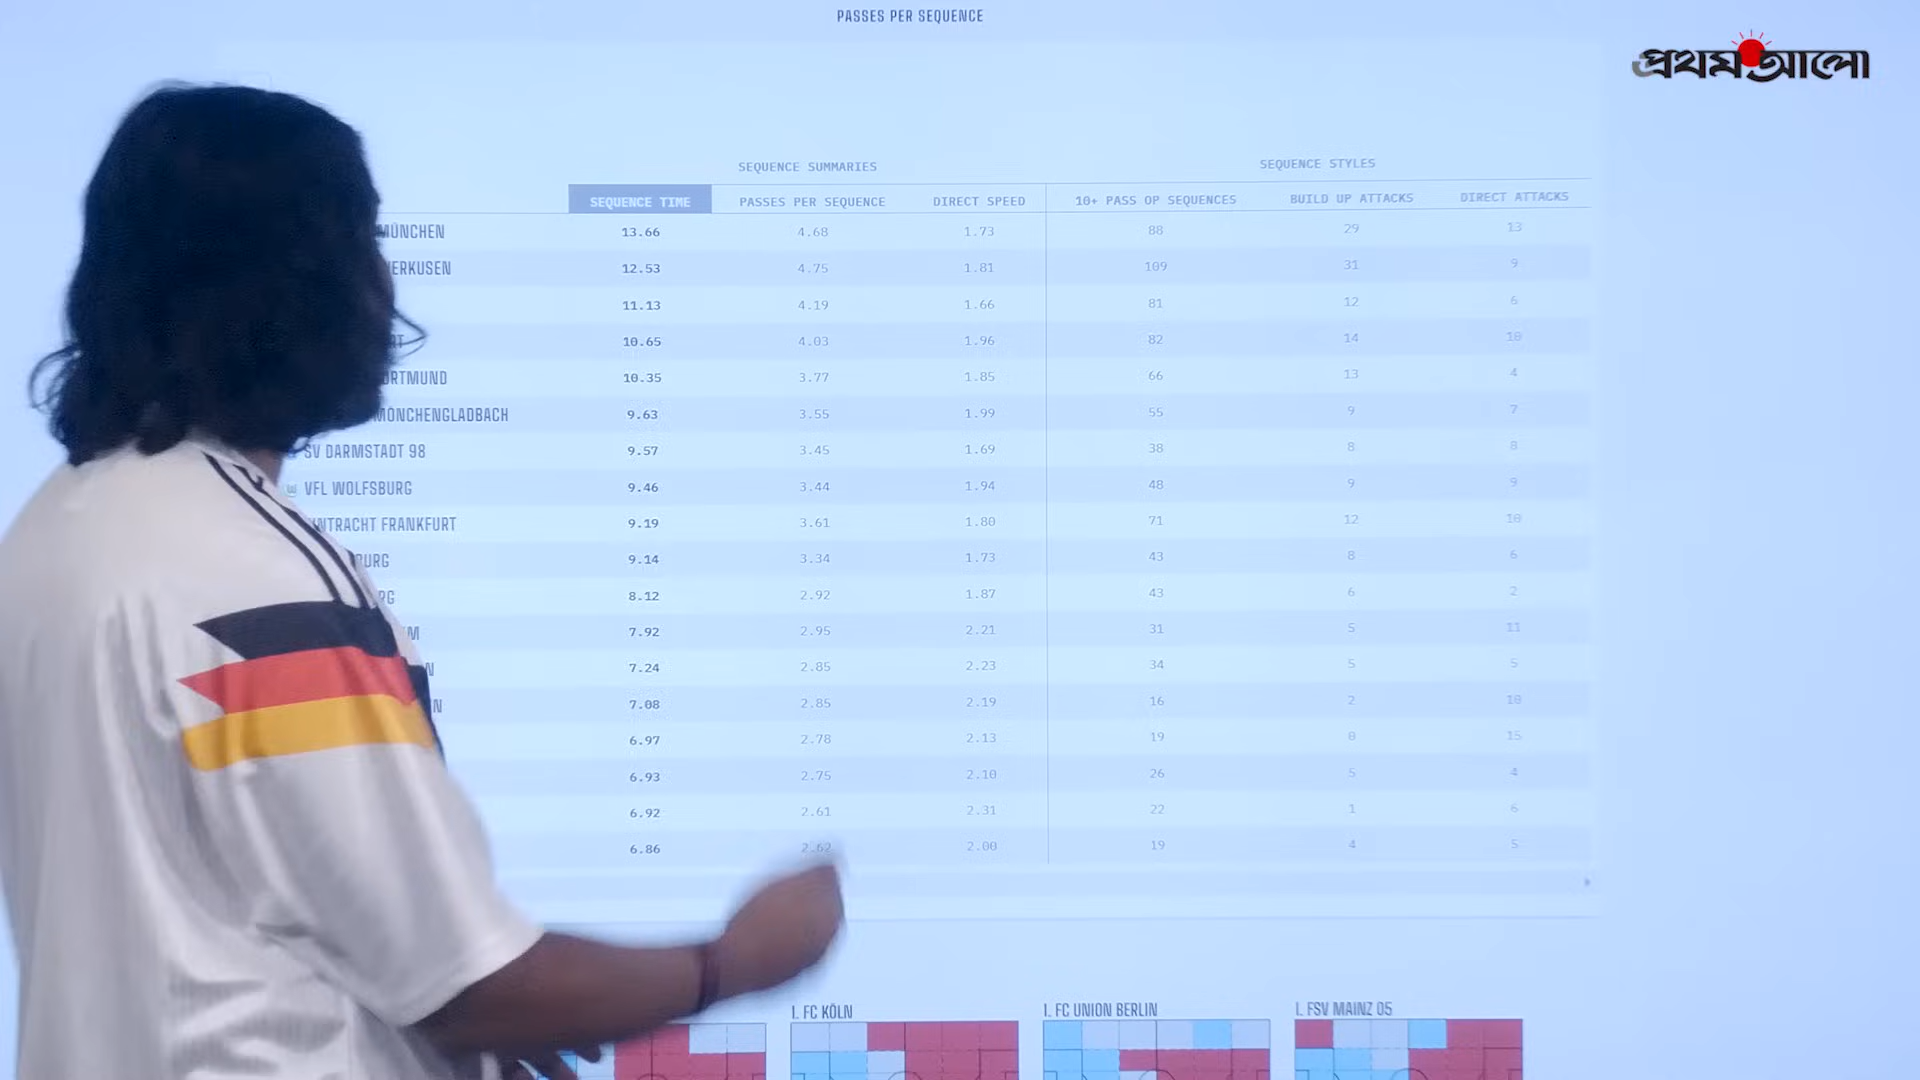 PASSES PER SEQUENCE
প্রথম আলো
SEQUENCE SUMMARIES SEQUENCE STYLES
SEQUENCE TIME PASSES PER SEQUENCE DIRECT SPEED 10+ PASS OP SEQUENCES BUILD UP ATTACKS DIRECT ATTACKS
MÜNCHEN 13.66 4.68 1.73 88 29 13
ERKUSEN 12.53 4.75 1.81 109 31 9
11.13 4.19 1.66 81 12 6
RT 10.65 4.03 1.96 82 14 10
ORTMUND 10.35 3.77 1.85 66 13 4
MÖNCHENGLADBACH 9.63 3.55 1.99 55 9 7
SV DARMSTADT 98 9.57 3.45 1.69 38 8 8
VFL WOLFSBURG 9.46 3.44 1.94 48 9 9
NTRACHT FRANKFURT 9.19 3.61 1.80 71 12 10
BURG 9.14 3.34 1.73 43 8 6
RG 8.12 2.92 1.87 43 6 2
M 7.92 2.95 2.21 31 5 11
N 7.24 2.85 2.23 34 5 5
N 7.08 2.85 2.19 16 2 10
6.97 2.78 2.13 19 0 15
6.93 2.75 2.10 26 5 4
6.92 2.61 2.31 22 1 6
6.86 2.62 2.00 19 4 5
1. FC KÖLN 1. FC UNION BERLIN 1. FSV MAINZ 05